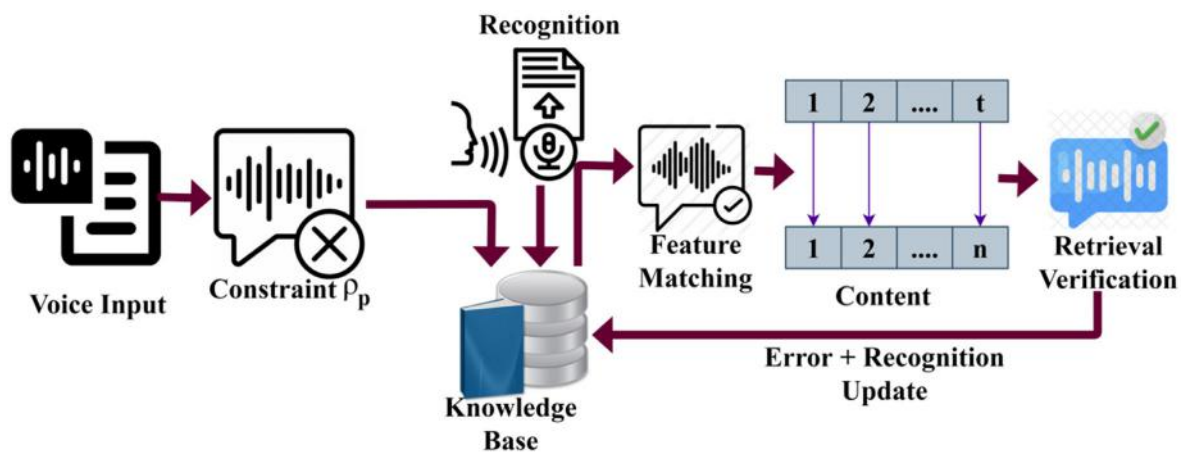 Recognition
1 2 .... t
Voice Input
Constraint ρp
Feature
Matching
1 2 .... n
Content
Retrieval
Verification
Knowledge
Base
Error + Recognition
Update